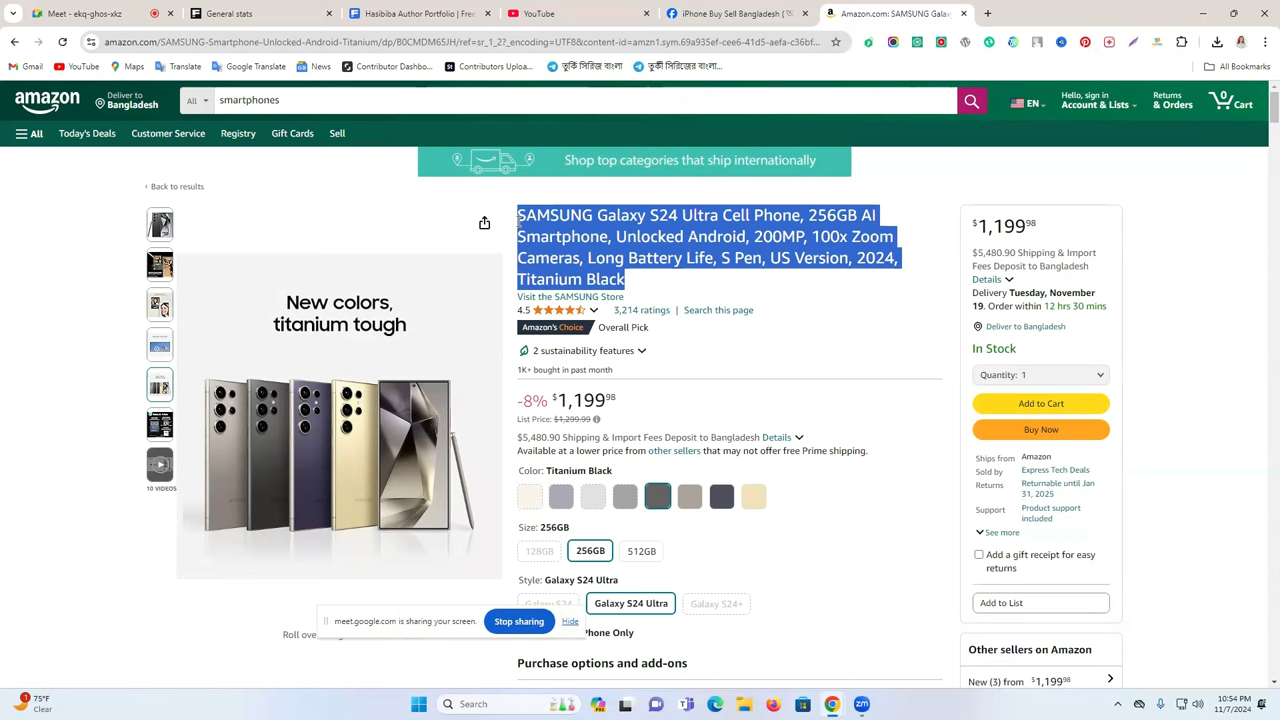 Meet - kxe-tmas-ens
General stats
Hasibiba Author Portfolio | Free
YouTube
iPhone Buy Sell Bangladesh (
Amazon.com: SAMSUNG Gala
amazon.com/SAMSUNG-Smartphone-Unlocked-Android-Titanium/dp/B0CMDM65JH/ref=sr_1_2?_encoding=UTF8&content-id=amzn1.sym.69a935ef-cee6-41d5-aefa-c36bf...
Gmail
YouTube
Maps
Translate
Google Translate
News
Contributor Dashbo...
Contributors Uploa...
তুর্কি সিরিজ বাংলা
তুর্কী সিরিজের বাংলা...
All Bookmarks
amazon
Deliver to
Bangladesh
All
smartphones
EN
Hello, sign in
Account & Lists
Returns
& Orders
0
Cart
All
Today's Deals
Customer Service
Registry
Gift Cards
Sell
Shop top categories that ship internationally
‹ Back to results
SAMSUNG Galaxy S24 Ultra Cell Phone, 256GB AI
Smartphone, Unlocked Android, 200MP, 100x Zoom
Cameras, Long Battery Life, S Pen, US Version, 2024,
Titanium Black
Visit the SAMSUNG Store
4.5
3,214 ratings | Search this page
Amazon's Choice
Overall Pick
2 sustainability features
1K+ bought in past month
-8% $1,199 98
List Price: $1,299.99
$5,480.90 Shipping & Import Fees Deposit to Bangladesh Details
Available at a lower price from other sellers that may not offer free Prime shipping.
Color: Titanium Black
Size: 256GB
128GB
256GB
512GB
Style: Galaxy S24 Ultra
Galaxy S24
Galaxy S24 Ultra
Galaxy S24+
Phone Only
Purchase options and add-ons
New colors,
titanium tough
10 VIDEOS
Roll ove
meet.google.com is sharing your screen.
Stop sharing
Hide
$1,199 98
$5,480.90 Shipping & Import
Fees Deposit to Bangladesh
Details
Delivery Tuesday, November
19. Order within 12 hrs 30 mins
Deliver to Bangladesh
In Stock
Quantity: 1
Add to Cart
Buy Now
Ships from Amazon
Sold by Express Tech Deals
Returns Returnable until Jan
31, 2025
Support Product support
included
See more
Add a gift receipt for easy
returns
Add to List
Other sellers on Amazon
New (3) from $1,199 98
1
75°F
Clear
Search
10:54 PM
11/7/2024